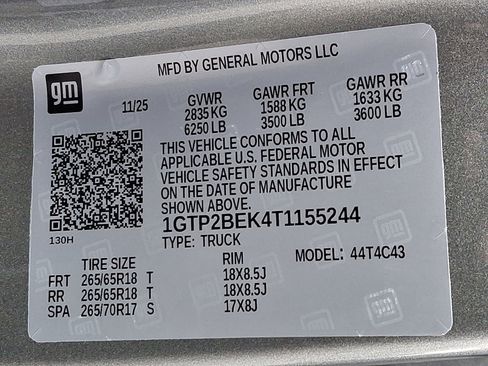 gm
MFD BY GENERAL MOTORS LLC
11/25 GVWR GAWR FRT GAWR RR
2835 KG 1588 KG 1633 KG
6250 LB 3500 LB 3600 LB
THIS VEHICLE CONFORMS TO ALL
APPLICABLE U.S. FEDERAL MOTOR
VEHICLE SAFETY STANDARDS IN EFFECT
ON THE DATE OF MANUFACTURE
SHOWN ABOVE.
130H
1GTP2BEK4T1155244
TYPE: TRUCK MODEL: 44T4C43
TIRE SIZE RIM
FRT 265/65R18 T 18X8.5J
RR 265/65R18 T 18X8.5J
SPA 265/70R17 S 17X8J